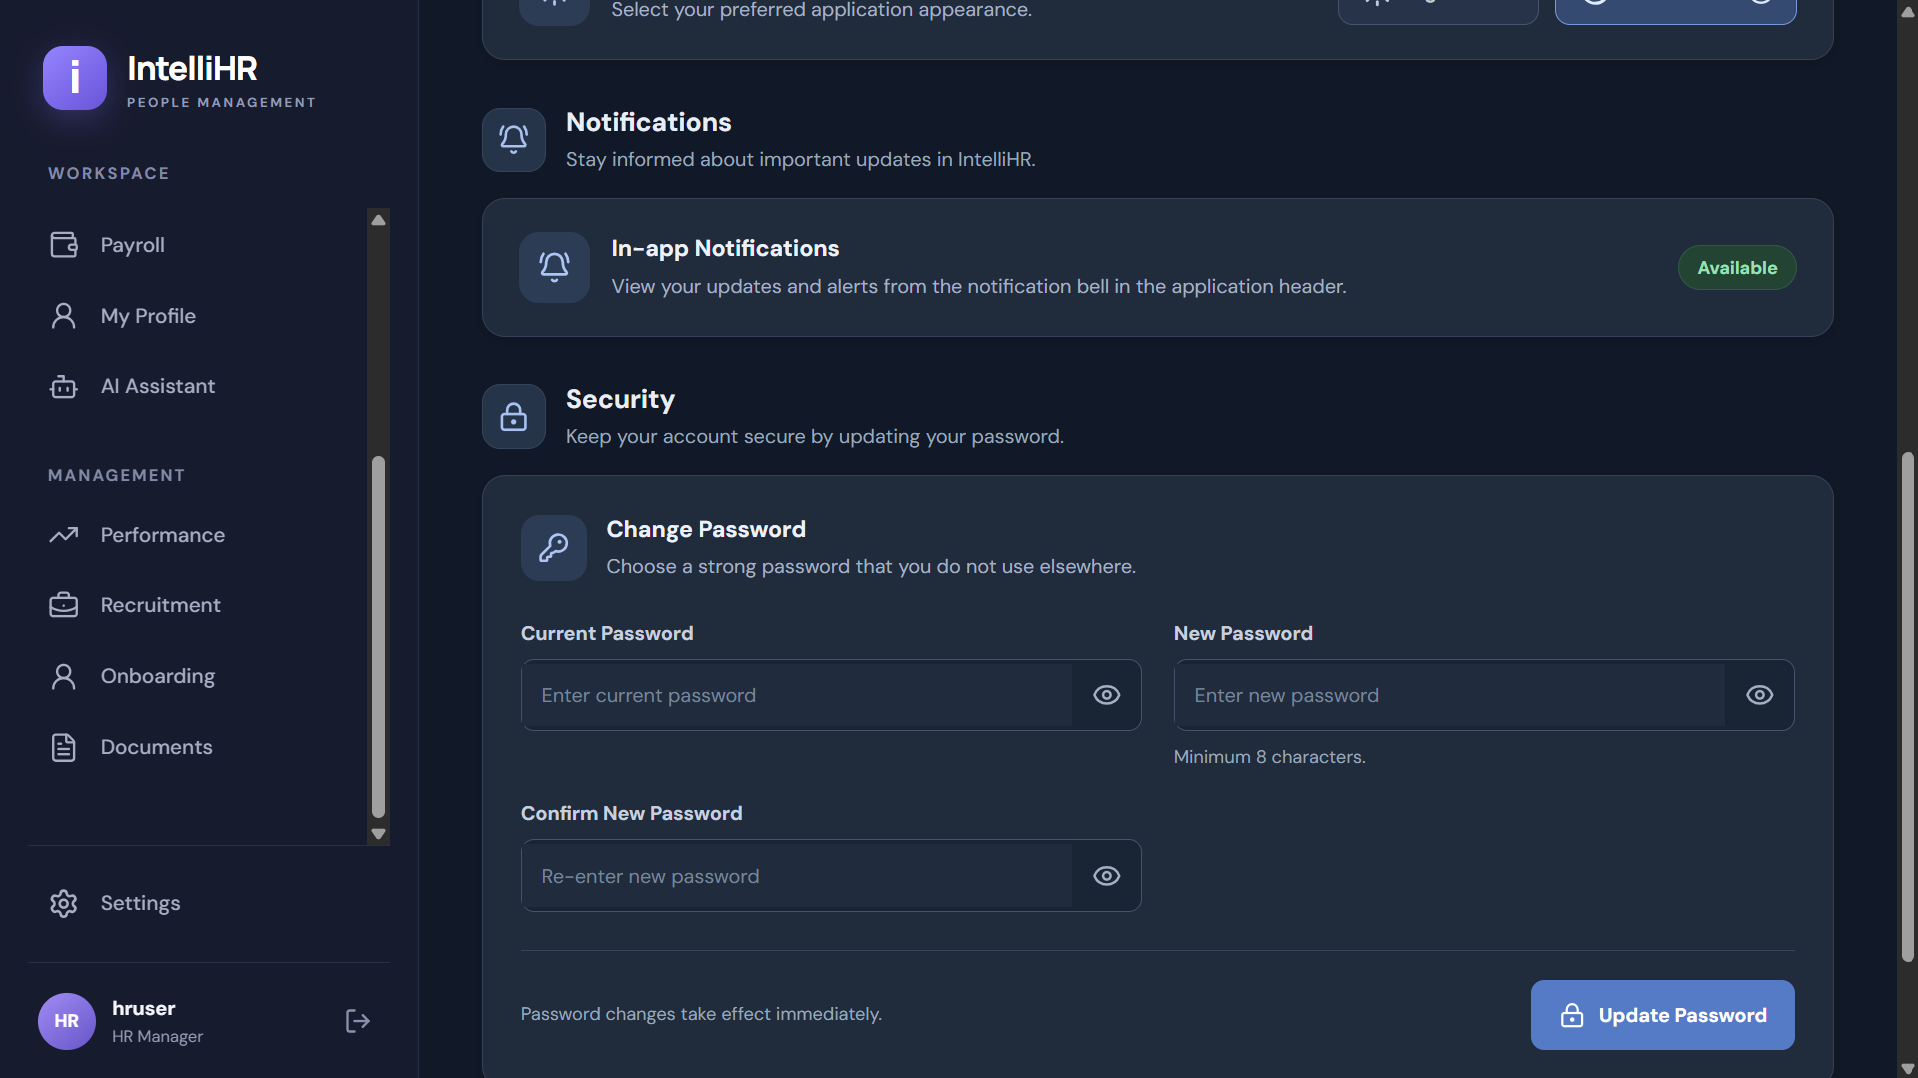 i
IntelliHR
PEOPLE MANAGEMENT
WORKSPACE
Payroll
My Profile
AI Assistant
MANAGEMENT
Performance
Recruitment
Onboarding
Documents
Settings
HR
hruser
HR Manager
Select your preferred application appearance.
Notifications
Stay informed about important updates in IntelliHR.
In-app Notifications
View your updates and alerts from the notification bell in the application header.
Available
Security
Keep your account secure by updating your password.
Change Password
Choose a strong password that you do not use elsewhere.
Current Password
Enter current password
New Password
Enter new password
Minimum 8 characters.
Confirm New Password
Re-enter new password
Password changes take effect immediately.
Update Password